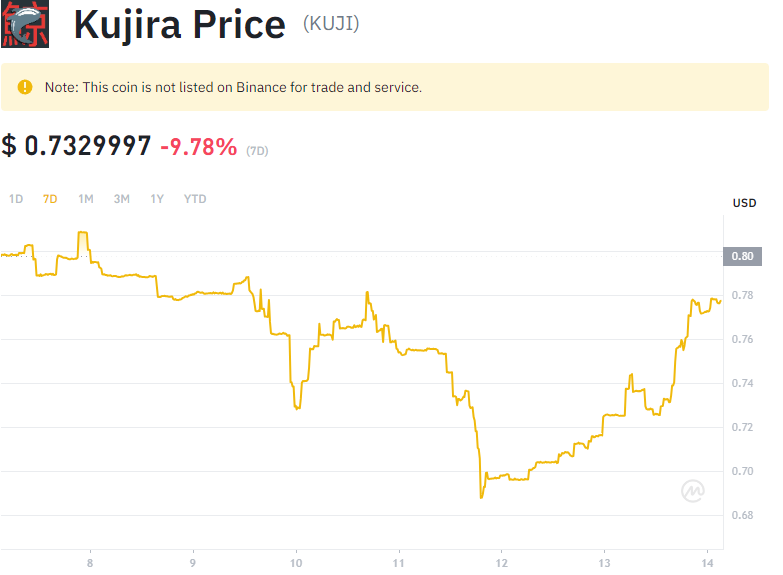 鯨
Kujira Price (KUJI)
Note: This coin is not listed on Binance for trade and service.
$ 0.7329997 -9.78% (7D)
1D 7D 1M 3M 1Y YTD
USD
0.80
0.78
0.76
0.74
0.72
0.70
0.68
8 9 10 11 12 13 14